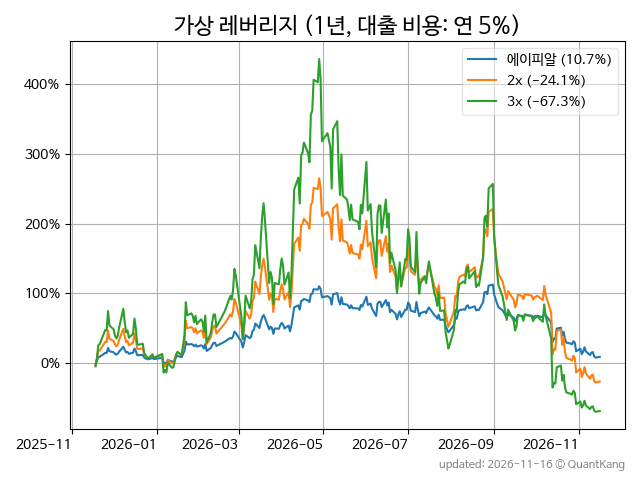 가상 레버리지 (1년, 대출 비용: 연 5%)
에이피알 (10.7%)
2x (−24.1%)
3x (−67.3%)
400%
300%
200%
100%
0%
2025-11 2026-01 2026-03 2026-05 2026-07 2026-09 2026-11
updated: 2026-11-16 © QuantKang